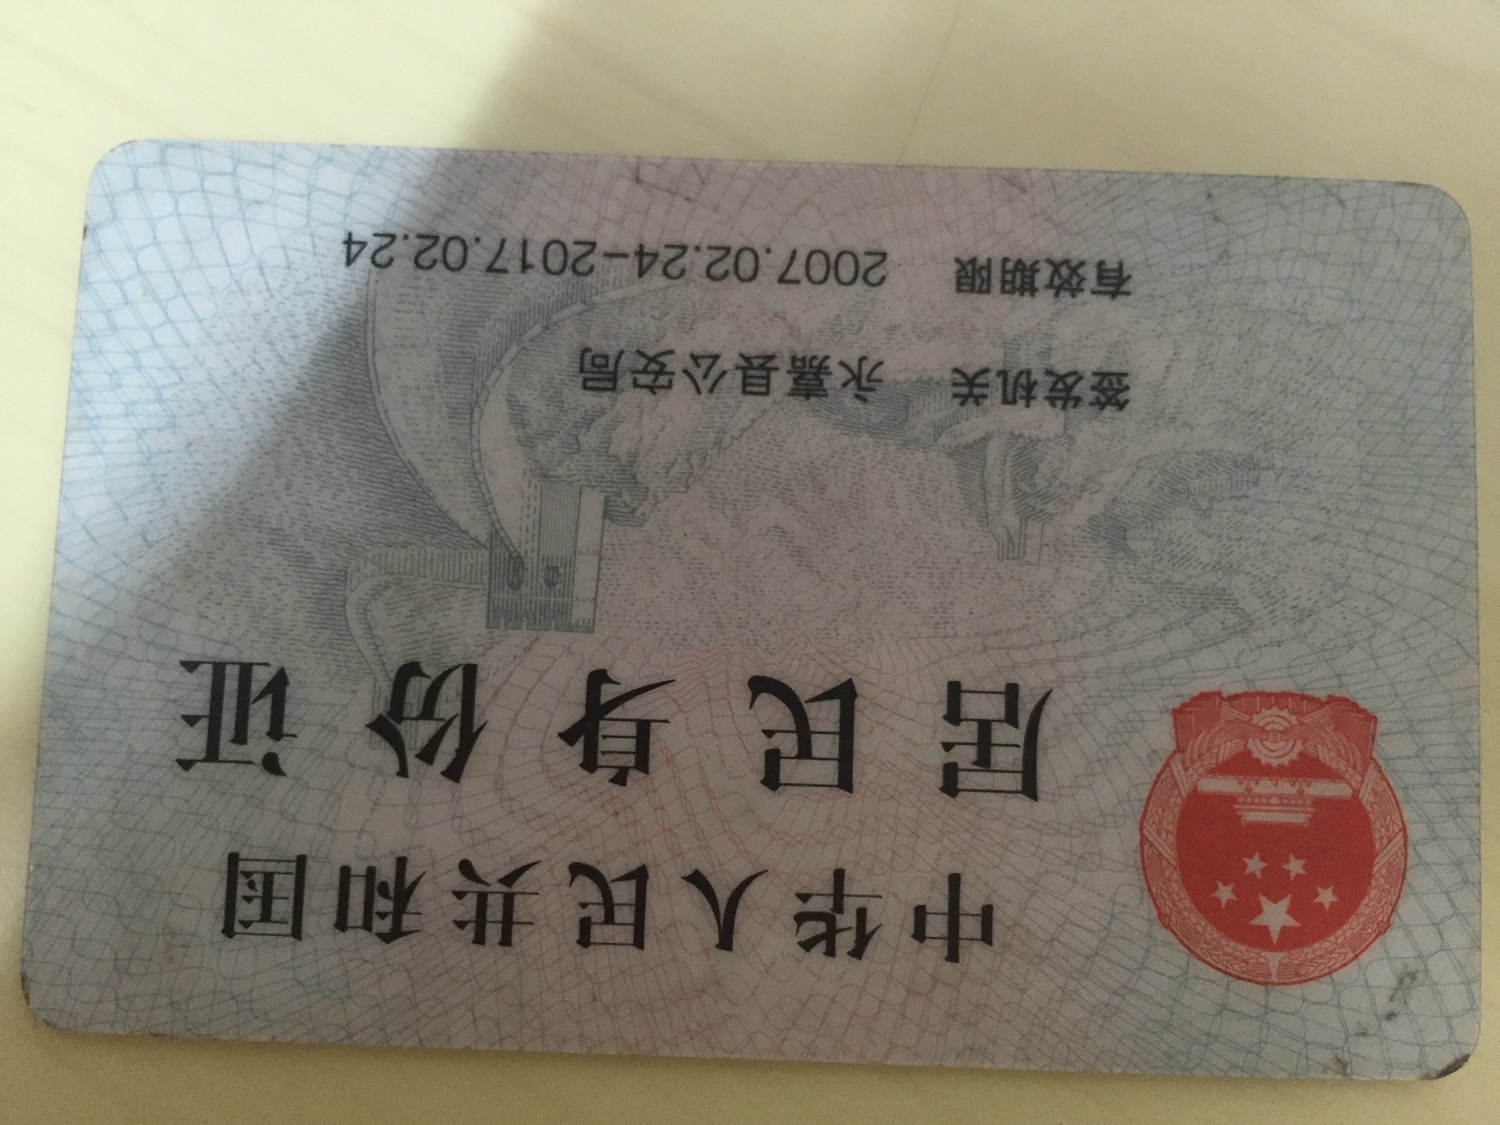 中华人民共和国
居民身份证
签发机关 永嘉县公安局
有效期限 2007.02.24-2017.02.24